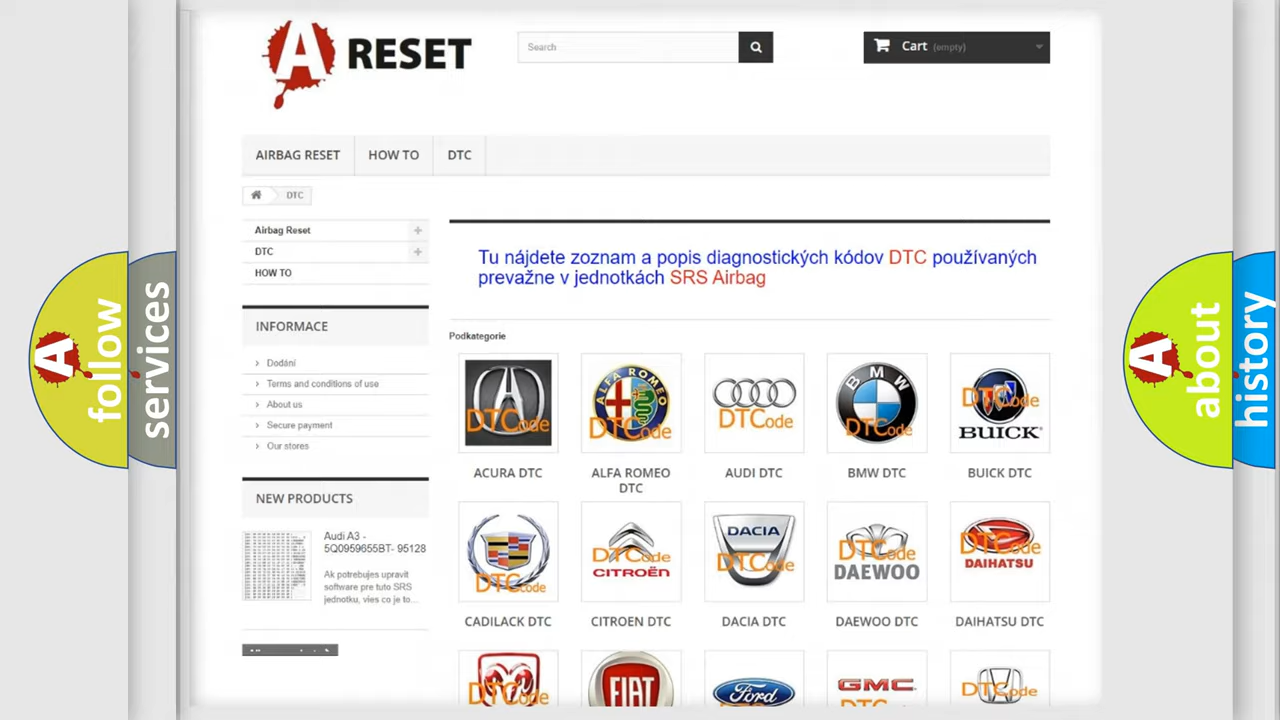 A RESET
Search
Cart (empty)
AIRBAG RESET
HOW TO
DTC
DTC
Airbag Reset
DTC
HOW TO
Tu nájdete zoznam a popis diagnostických kódov DTC používaných
prevažne v jednotkách SRS Airbag
INFORMACE
Dodání
Terms and conditions of use
About us
Secure payment
Our stores
NEW PRODUCTS
Audi A3 -
5Q0959655BT- 95128
Ak potrebujes upravit
software pre tuto SRS
jednotku, vies co je to...
Podkategorie
DTCode
ALFA ROMEO
DTCode
DTCode
BMW
DTCode
DTCode
BUICK
ACURA DTC
ALFA ROMEO
DTC
AUDI DTC
BMW DTC
BUICK DTC
DTCode
DTCode
CITROËN
DACIA
DTCode
DTCode
DAEWOO
DTCode
DAIHATSU
CADILACK DTC
CITROEN DTC
DACIA DTC
DAEWOO DTC
DAIHATSU DTC
DTCode
FIAT
Ford
GMC
DTCode
A
follow
services
A
about
history